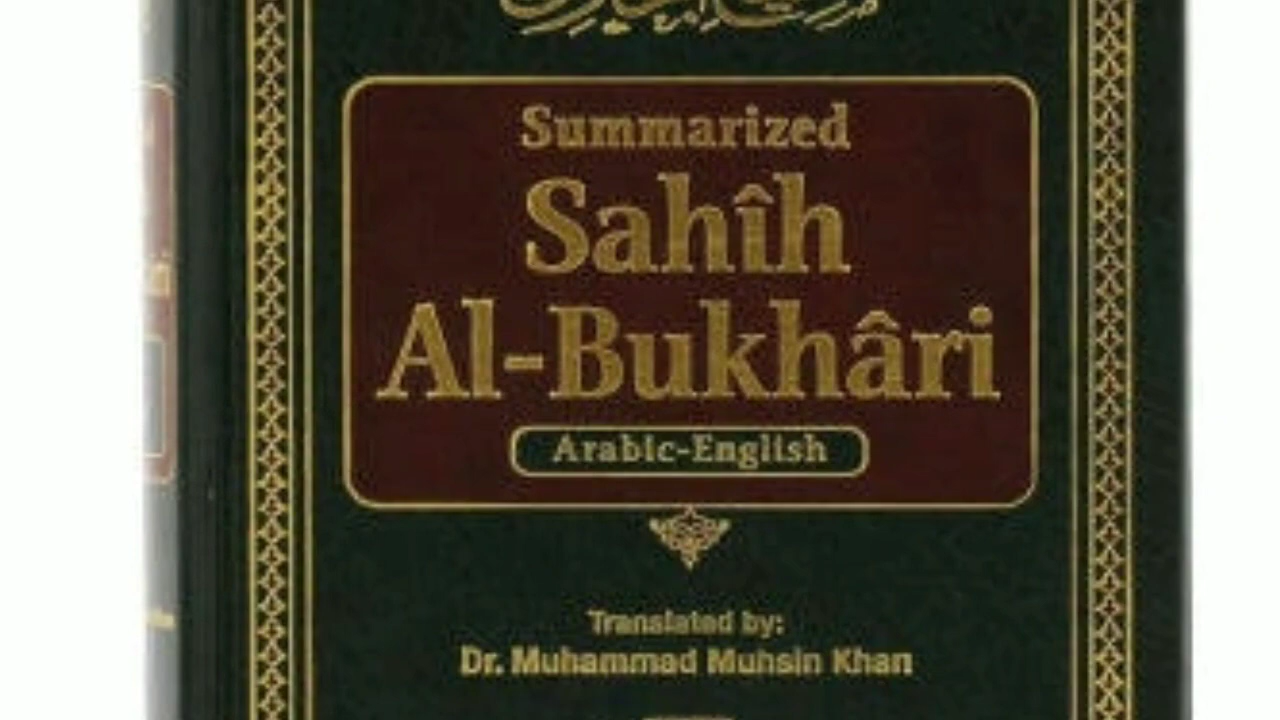 Summarized
Sahîh
Al-Bukhâri
Arabic-English
Translated by:
Dr. Muhammad Muhsin Khan